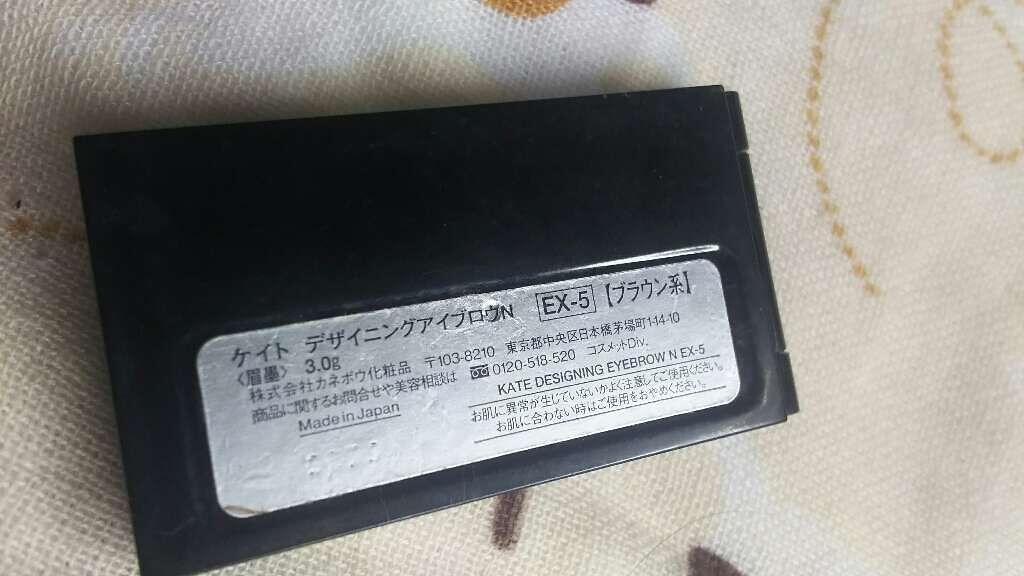 ケイト デザイニングアイブロウN EX-5 【ブラウン系】
〈眉墨〉 3.0g
株式会社カネボウ化粧品 〒103-8210 東京都中央区日本橋茅場町1-14-10
商品に関するお問合せや美容相談は 0120-518-520 コスメットDiv.
Made in Japan KATE DESIGNING EYEBROW N EX-5
お肌に異常が生じていないかよく注意してご使用ください。
お肌に合わない時はご使用をおやめください。